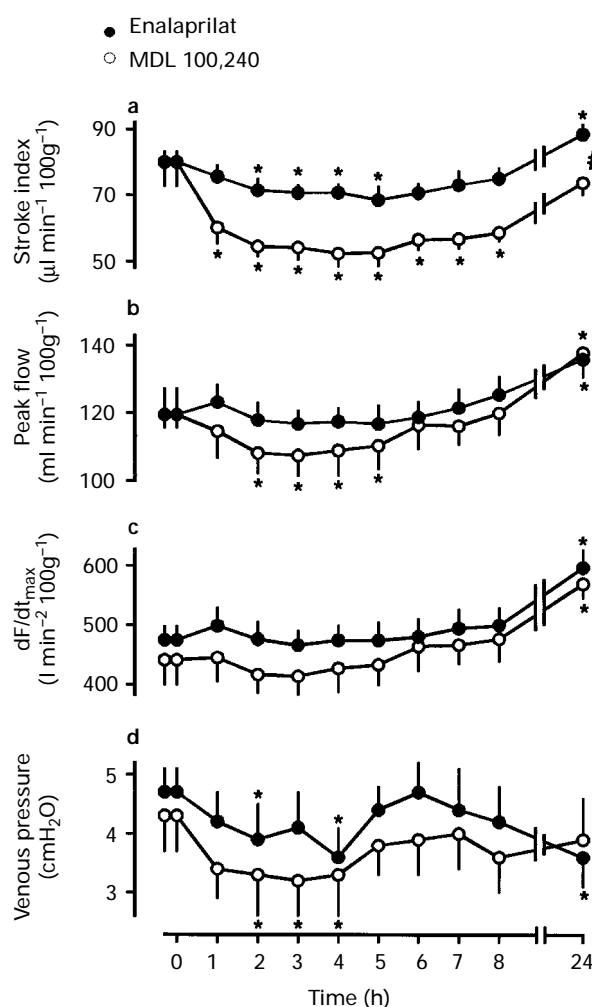 Enalaprilat
MDL 100,240
a
Stroke index
(µl min⁻¹ 100g⁻¹)
90
70
50
* * * * * *
* * * * * * * *
#
b
Peak flow
(ml min⁻¹ 100g⁻¹)
140
120
100
*
*
* * * *
c
dF/dtmax
(l min⁻² 100g⁻¹)
600
500
400
*
*
d
Venous pressure
(cmH₂O)
5
4
3
* *
* * *
*
0 1 2 3 4 5 6 7 8 24
Time (h)